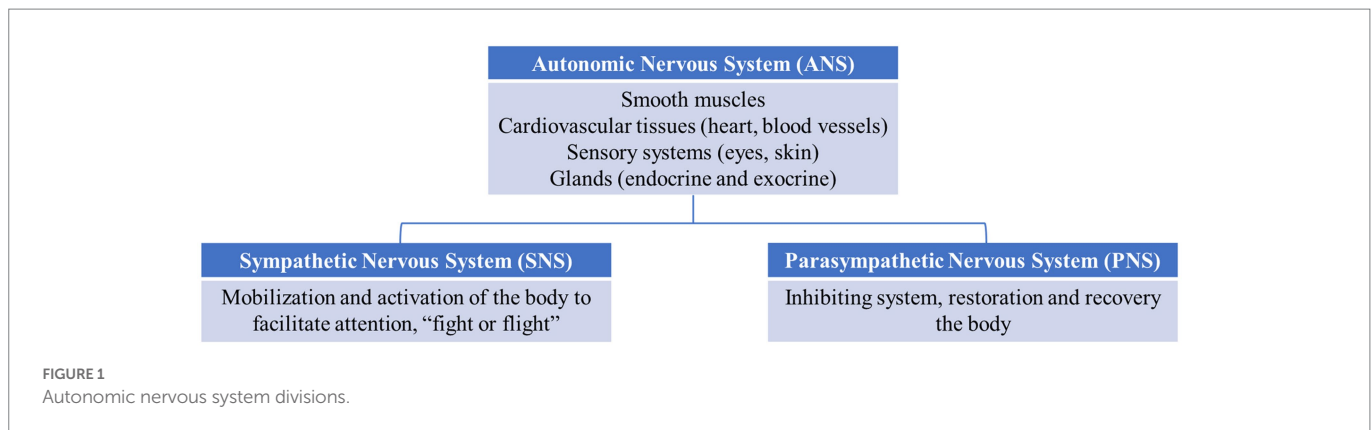 Autonomic Nervous System (ANS)
Smooth muscles
Cardiovascular tissues (heart, blood vessels)
Sensory systems (eyes, skin)
Glands (endocrine and exocrine)
Sympathetic Nervous System (SNS)
Mobilization and activation of the body to
facilitate attention, “fight or flight”
Parasympathetic Nervous System (PNS)
Inhibiting system, restoration and recovery
the body
FIGURE 1
Autonomic nervous system divisions.